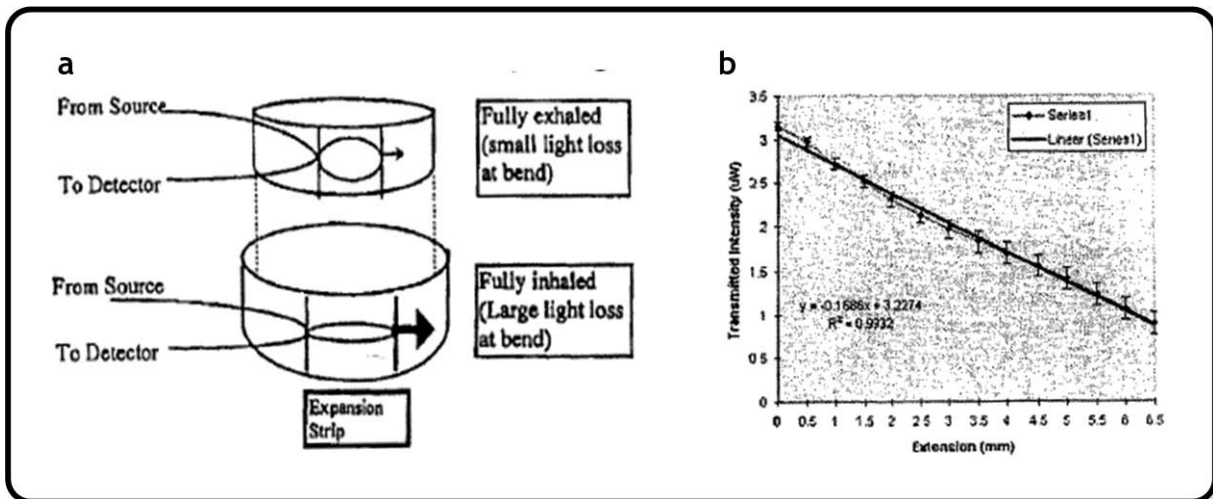 a
From Source
To Detector
Fully exhaled
(small light loss
at bend)
From Source
To Detector
Fully inhaled
(Large light loss
at bend)
Expansion
Strip
b
3.5
3
2.5
2
1.5
1
0 5
0
Transmitted Intensity (uW)
Series1
Linear (Series1)
y = -0.1686x + 3.2274
R² = 0.9932
0 0.5 1 1.5 2 2.5 3 3.5 4 4.5 5 5.5 6 6.5
Extension (mm)